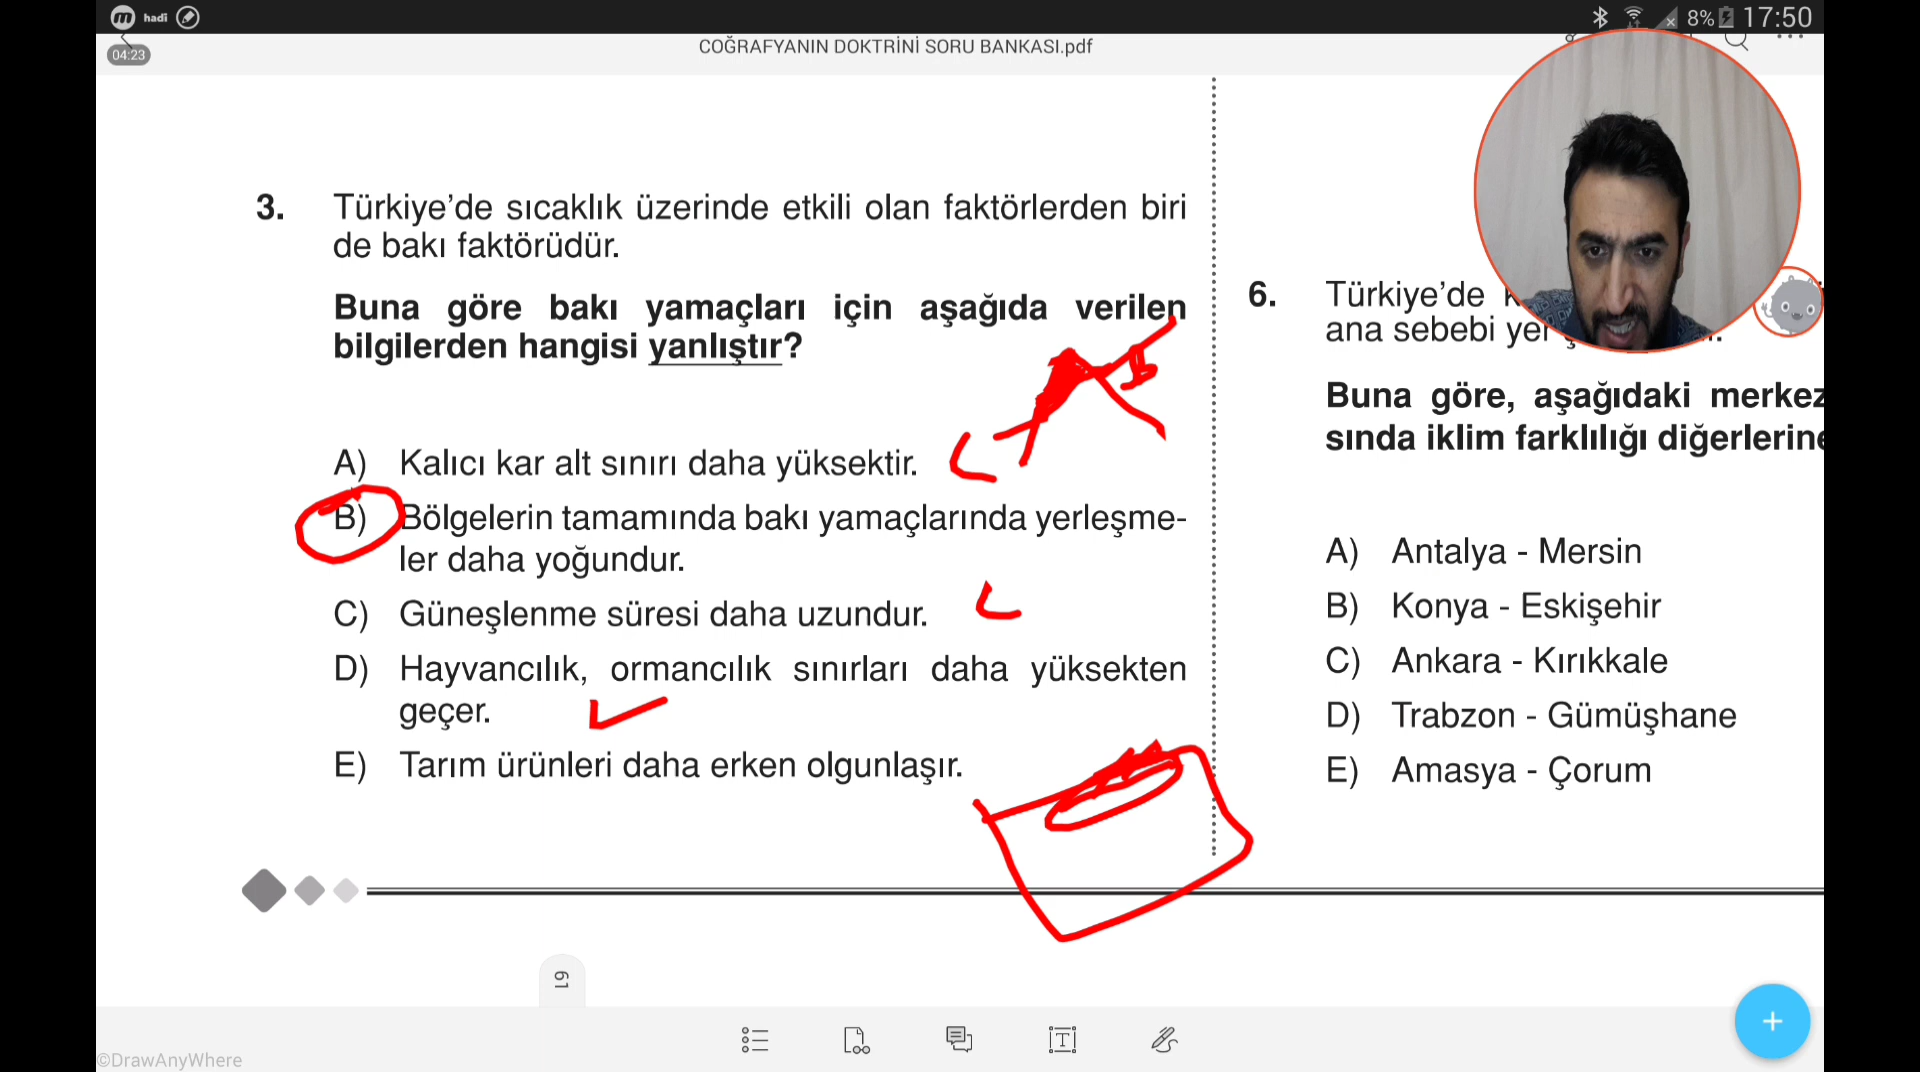 hadi
8% 17:50
04:23
COĞRAFYANIN DOKTRİNİ SORU BANKASI.pdf
3. Türkiye’de sıcaklık üzerinde etkili olan faktörlerden biri
de bakı faktörüdür.
Buna göre bakı yamaçları için aşağıda verilen
bilgilerden hangisi yanlıştır?
A) Kalıcı kar alt sınırı daha yüksektir.
B) Bölgelerin tamamında bakı yamaçlarında yerleşme-
ler daha yoğundur.
C) Güneşlenme süresi daha uzundur.
D) Hayvancılık, ormancılık sınırları daha yüksekten
geçer.
E) Tarım ürünleri daha erken olgunlaşır.
6. Türkiye’de
ana sebebi
Buna göre, aşağıdaki merkez
sında iklim farklılığı diğerlerine
A) Antalya - Mersin
B) Konya - Eskişehir
C) Ankara - Kırıkkale
D) Trabzon - Gümüşhane
E) Amasya - Çorum
61
©DrawAnyWhere